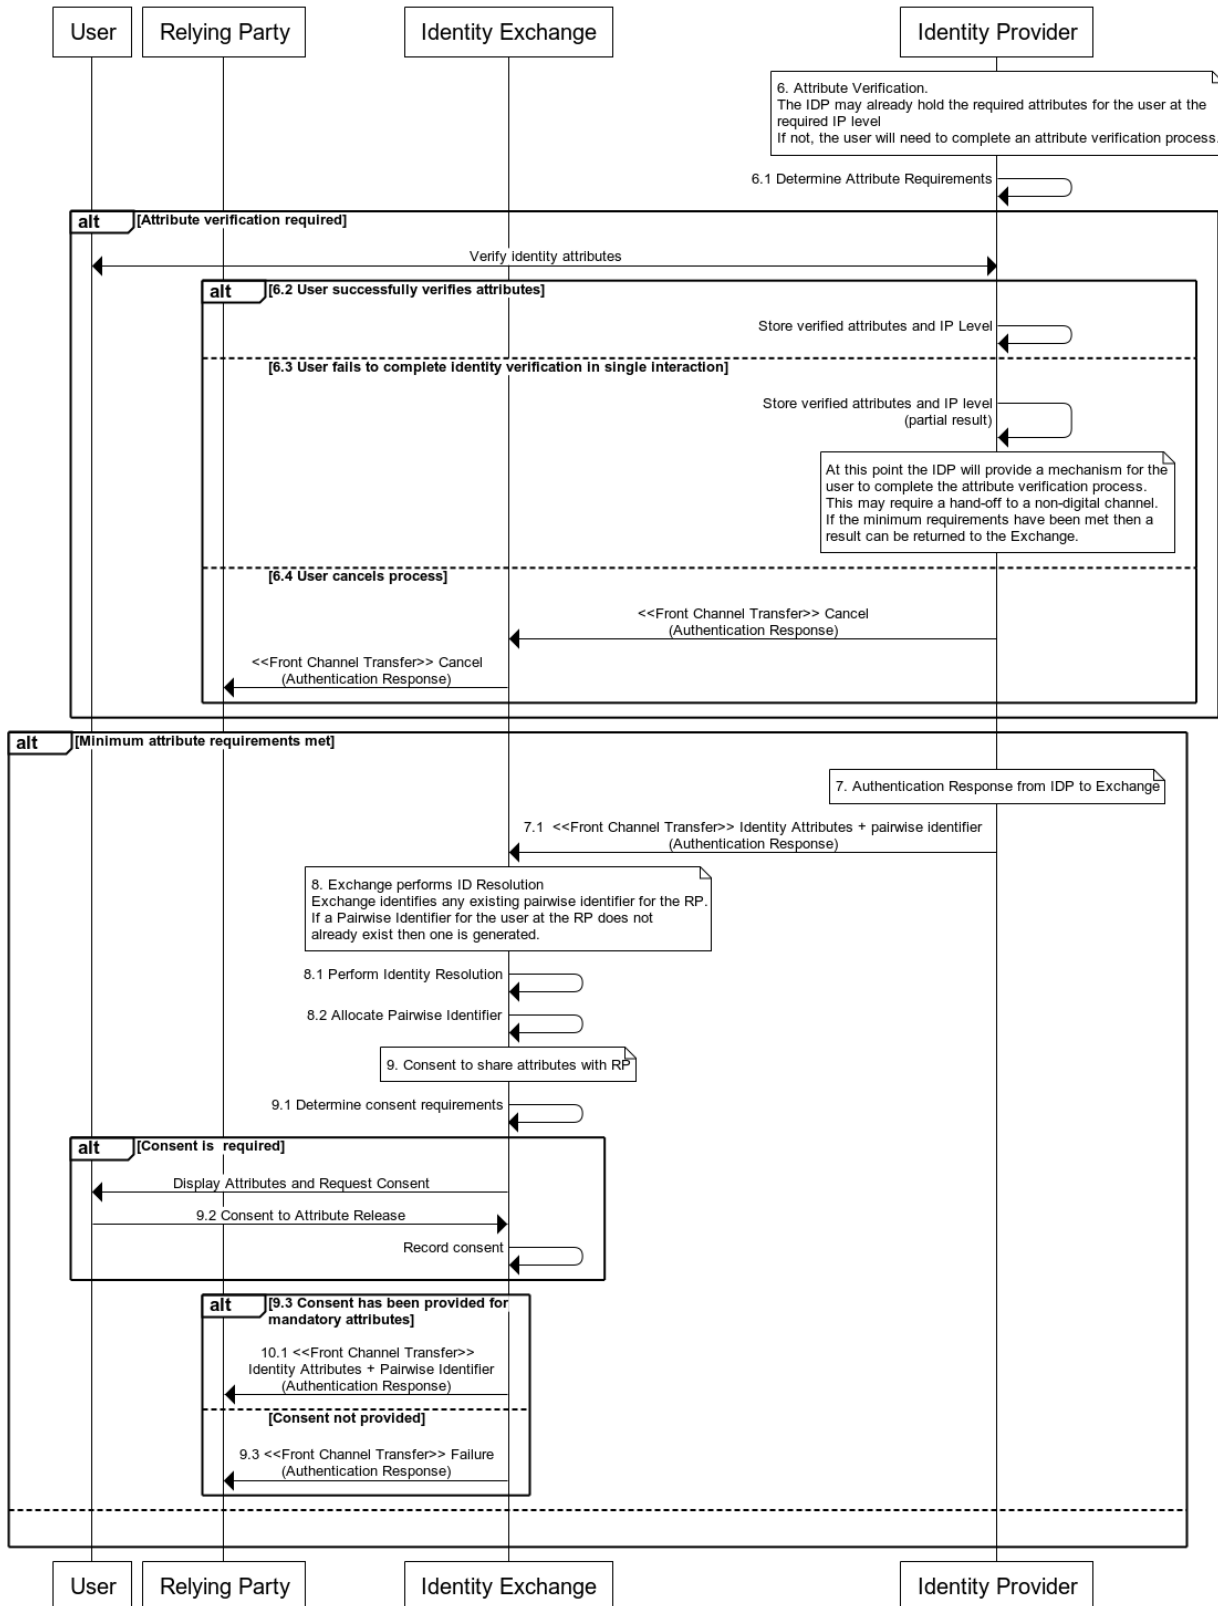 User
Relying Party
Identity Exchange
Identity Provider
6. Attribute Verification.
The IDP may already hold the required attributes for the user at the
required IP level
If not, the user will need to complete an attribute verification process.
6.1 Determine Attribute Requirements
alt
[Attribute verification required]
Verify identity attributes
alt
[6.2 User successfully verifies attributes]
Store verified attributes and IP Level
[6.3 User fails to complete identity verification in single interaction]
Store verified attributes and IP level
(partial result)
At this point the IDP will provide a mechanism for the
user to complete the attribute verification process.
This may require a hand-off to a non-digital channel.
If the minimum requirements have been met then a
result can be returned to the Exchange.
[6.4 User cancels process]
<<Front Channel Transfer>> Cancel
(Authentication Response)
<<Front Channel Transfer>> Cancel
(Authentication Response)
alt
[Minimum attribute requirements met]
7. Authentication Response from IDP to Exchange
7.1  <<Front Channel Transfer>> Identity Attributes + pairwise identifier
(Authentication Response)
8. Exchange performs ID Resolution
Exchange identifies any existing pairwise identifier for the RP.
If a Pairwise Identifier for the user at the RP does not
already exist then one is generated.
8.1 Perform Identity Resolution
8.2 Allocate Pairwise Identifier
9. Consent to share attributes with RP
9.1 Determine consent requirements
alt
[Consent is  required]
Display Attributes and Request Consent
9.2 Consent to Attribute Release
Record consent
alt
[9.3 Consent has been provided for
mandatory attributes]
10.1 <<Front Channel Transfer>>
Identity Attributes + Pairwise Identifier
(Authentication Response)
[Consent not provided]
9.3 <<Front Channel Transfer>> Failure
(Authentication Response)
User
Relying Party
Identity Exchange
Identity Provider